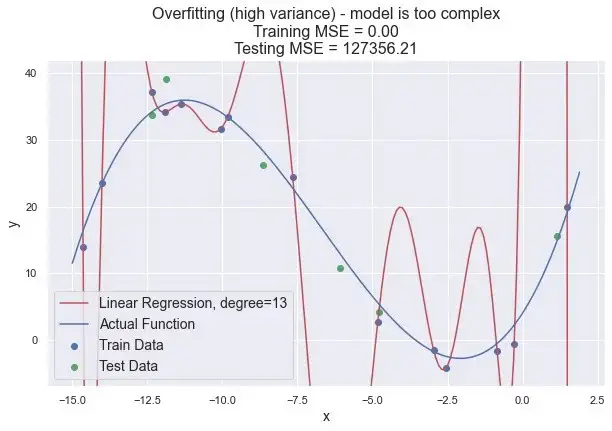 Overfitting (high variance) - model is too complex
Training MSE = 0.00
Testing MSE = 127356.21
40
30
20
10
0
y
Linear Regression, degree=13
Actual Function
Train Data
Test Data
−15.0 −12.5 −10.0 −7.5 −5.0 −2.5 0.0 2.5
x